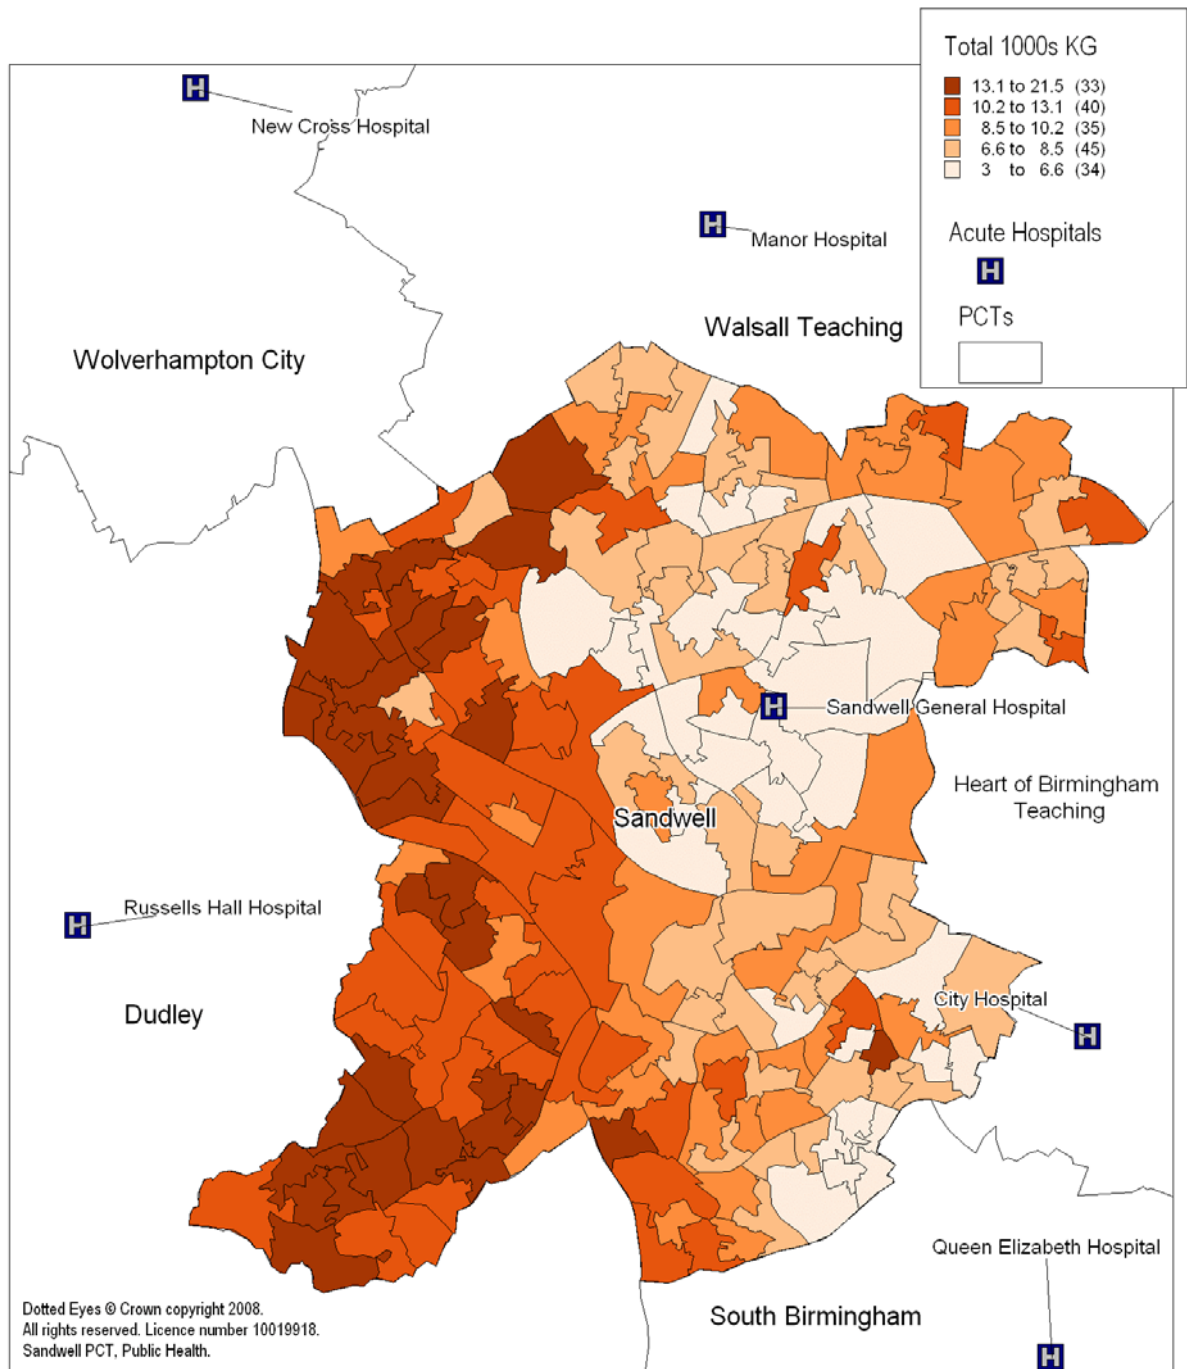 Total 1000s KG
13.1 to 21.5 (33)
10.2 to 13.1 (40)
8.5 to 10.2 (35)
6.6 to 8.5 (45)
3 to 6.6 (34)
Acute Hospitals
H
PCTs
H
New Cross Hospital
H
Manor Hospital
Walsall Teaching
Wolverhampton City
H
Sandwell General Hospital
Heart of Birmingham
Teaching
Sandwell
Russells Hall Hospital
H
City Hospital
H
Dudley
Queen Elizabeth Hospital
H
South Birmingham
Dotted Eyes © Crown copyright 2008.
All rights reserved. Licence number 10019918.
Sandwell PCT, Public Health.